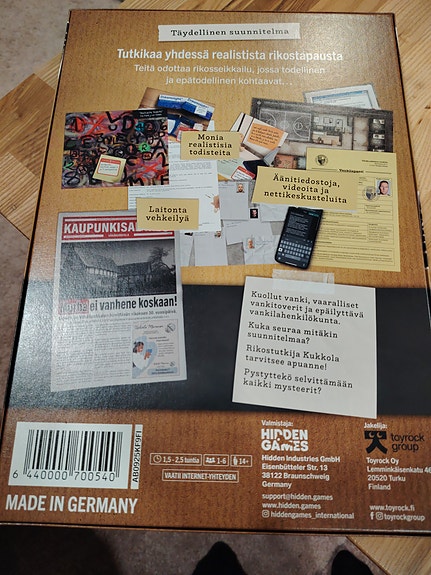 Täydellinen suunnitelma
Tutkikaa yhdessä realistista rikostapausta
Teitä odottaa rikosseikkailu, jossa todellinen
ja epätodellinen kohtaavat...
Monia
realistisia
todisteita
Äänitiedostoja,
videoita ja
nettikeskusteluita
Laitonta
vehkeilyä
KAUPUNKISA
Murha ei vanhene koskaan!
Kuollut vanki, vaaralliset
vankitoverit ja epäilyttävä
vankilahenkilökunta.
Kuka seuraa mitäkin
suunnitelmaa?
Rikostutkija Kukkola
tarvitsee apuanne!
Pystyttekö selvittämään
kaikki mysteerit?
6 440000 700540
AB0925KF9FI
MADE IN GERMANY
1,5 - 2,5 tuntia
1-6
14+
VAATII INTERNET-YHTEYDEN
Valmistaja:
HIDDEN
GAMES
Hidden Industries GmbH
Eisenbütteler Str. 13
38122 Braunschweig
Germany
support@hidden.games
www.hidden.games
hiddengames_international
Jakelija:
toyrock
group
Toyrock Oy
Lemminkäisenkatu 46
20520 Turku
Finland
www.toyrock.fi
toyrockgroup